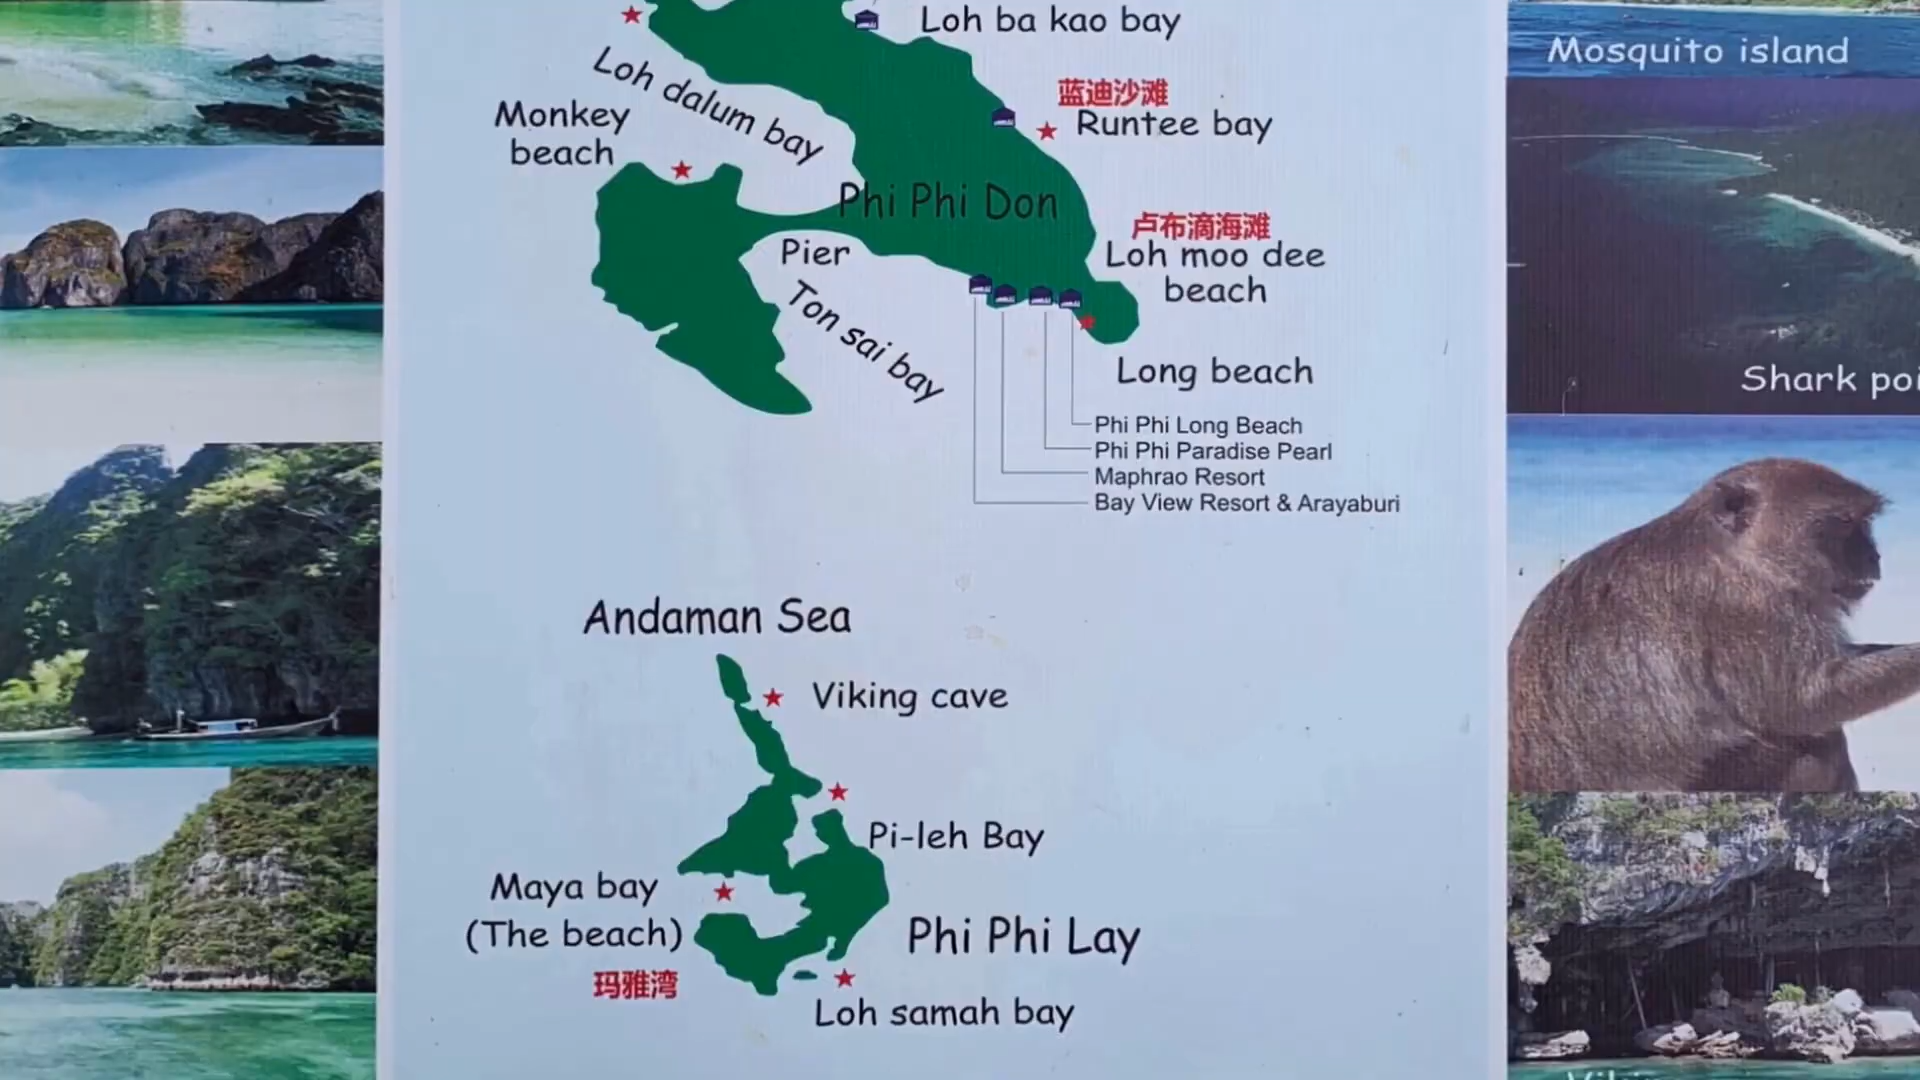 Loh ba kao bay
Mosquito island
Loh dalum bay
蓝迪沙滩
Runtee bay
Monkey
beach
Phi Phi Don
卢布滴海滩
Loh moo dee
beach
Pier
Ton sai bay
Long beach
Shark poi
Phi Phi Long Beach
Phi Phi Paradise Pearl
Maphrao Resort
Bay View Resort & Arayaburi
Andaman Sea
Viking cave
Pi-leh Bay
Maya bay
(The beach)
玛雅湾
Phi Phi Lay
Loh samah bay